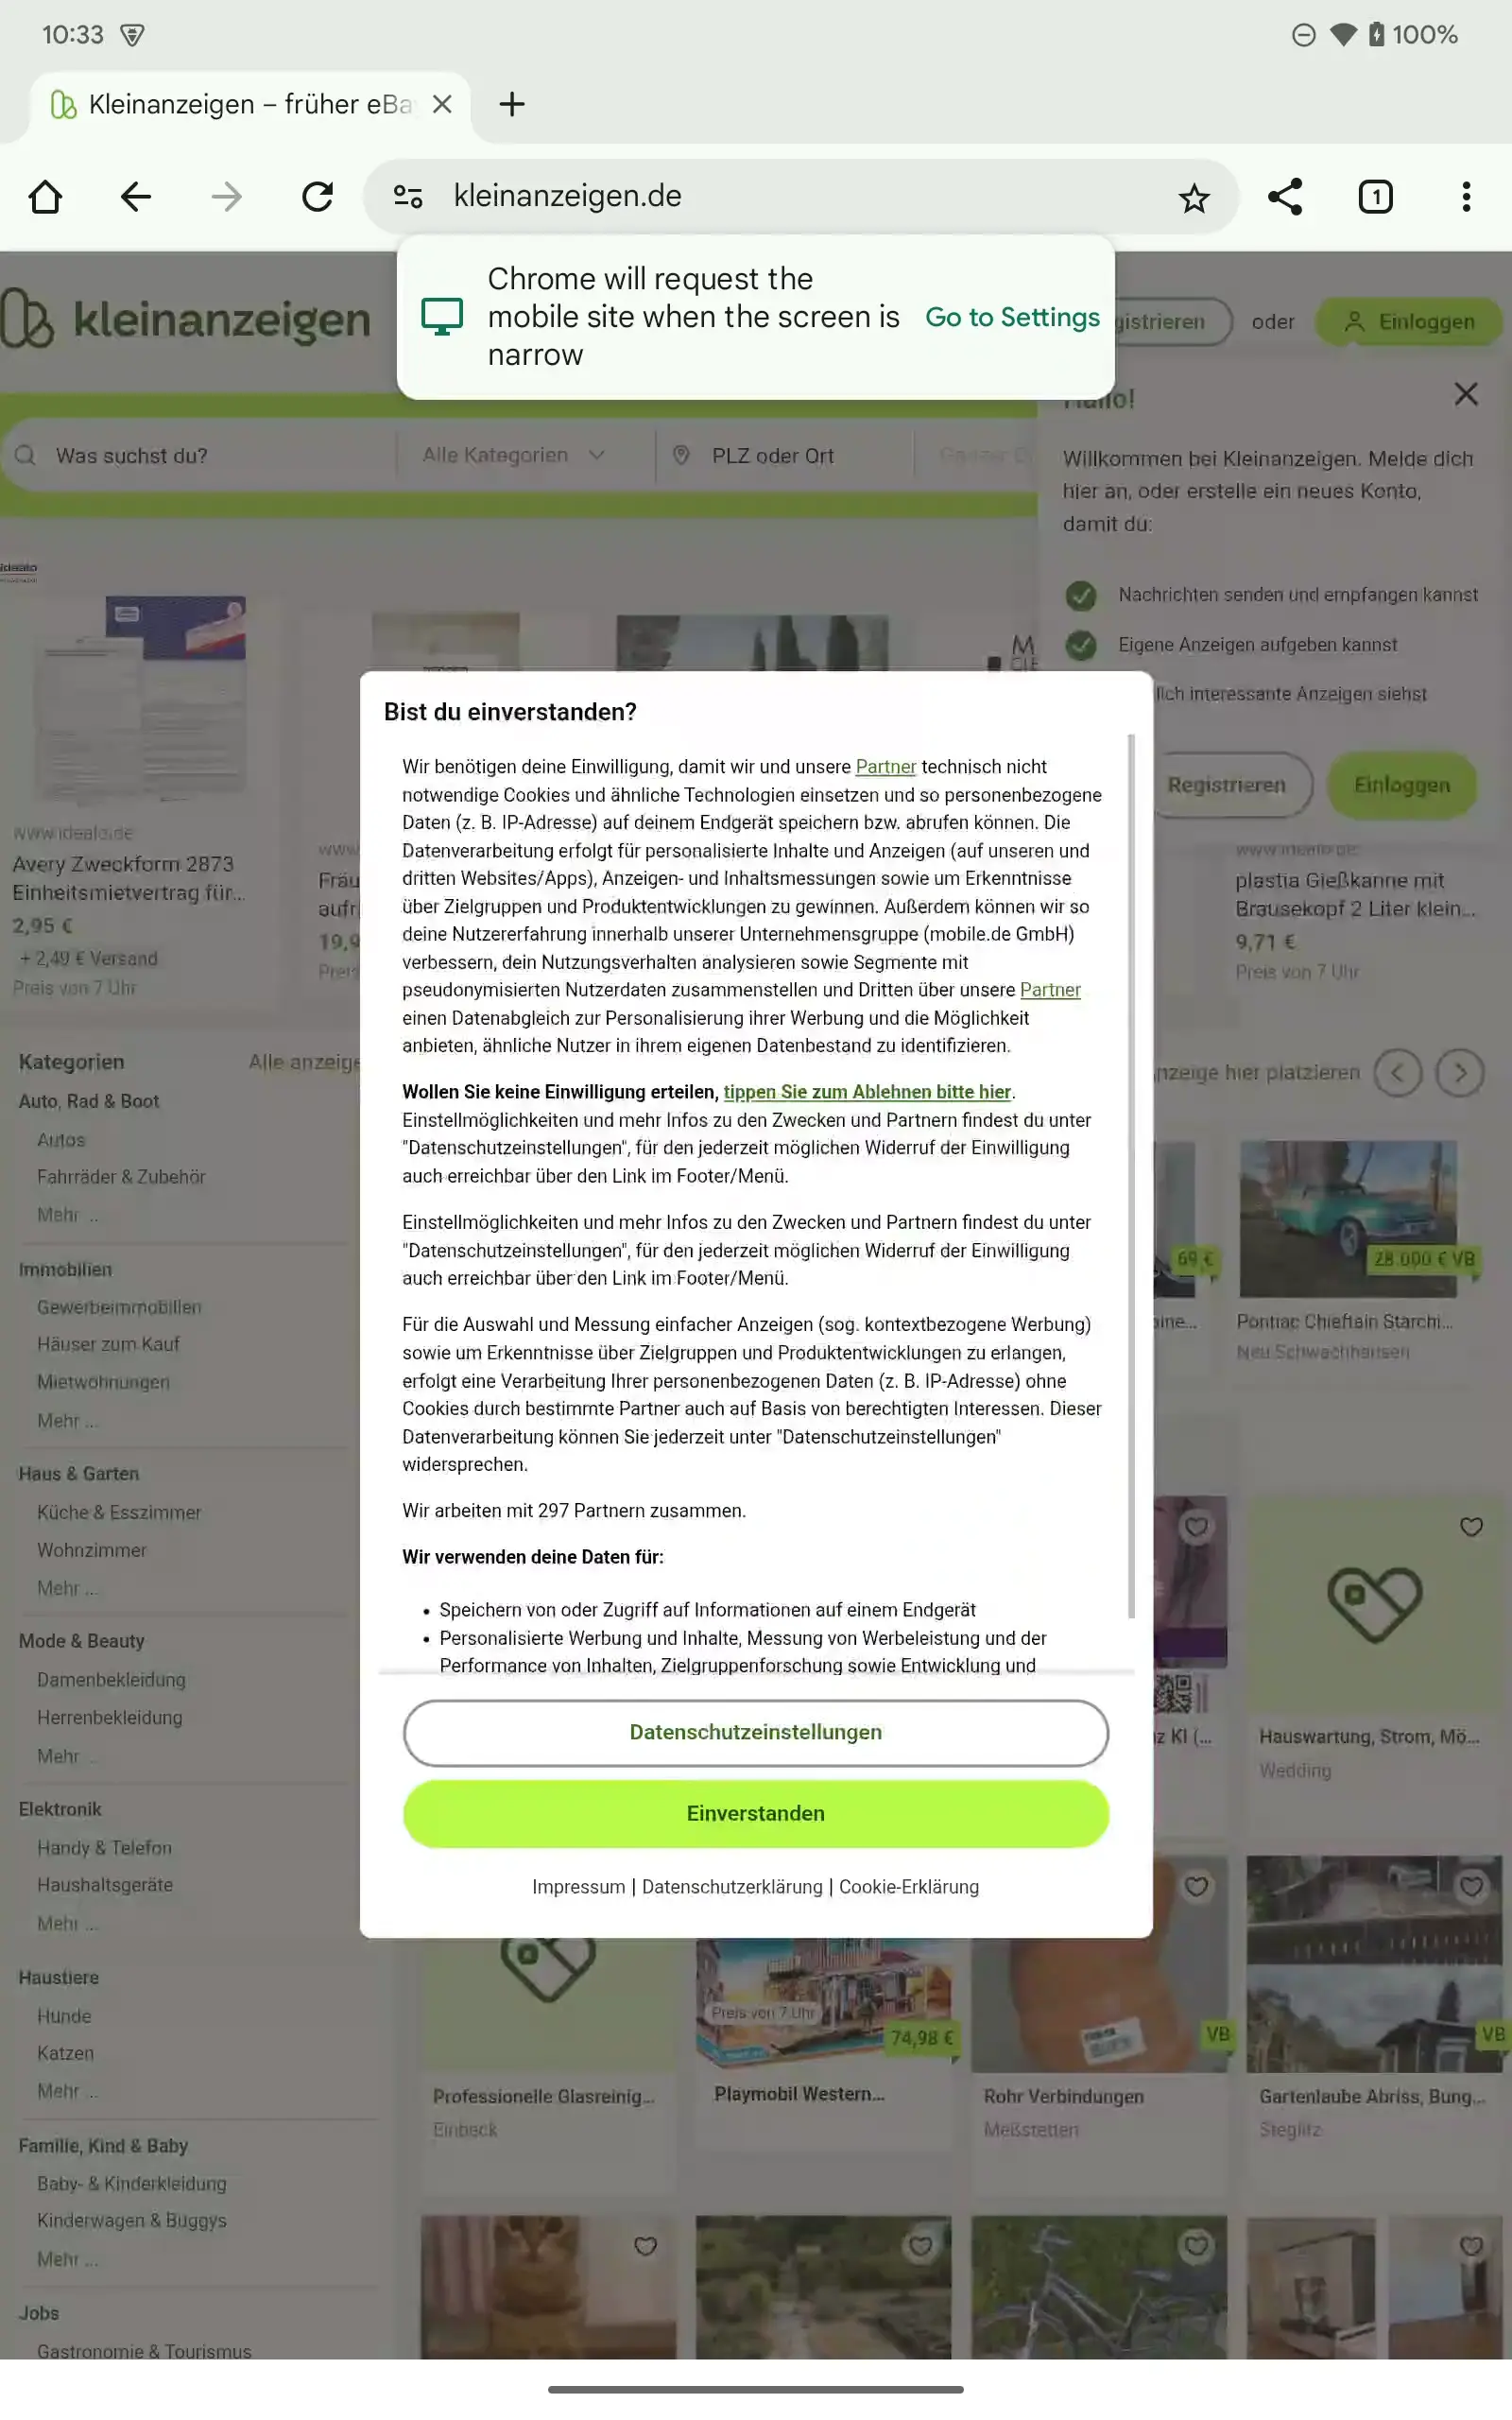 10:33
100%
Kleinanzeigen – früher eBa
kleinanzeigen.de
1
Chrome will request the
mobile site when the screen is
narrow
Go to Settings
kleinanzeigen
gistrieren
oder
Einloggen
Hallo!
Was suchst du?
Alle Kategorien
PLZ oder Ort
Willkommen bei Kleinanzeigen. Melde dich
hier an, oder erstelle ein neues Konto,
damit du:
Nachrichten senden und empfangen kannst
Eigene Anzeigen aufgeben kannst
lich interessante Anzeigen siehst
Registrieren
Einloggen
idealo
www.idealo.de
Avery Zweckform 2873
Einheitsmietvertrag für...
2,95 €
+ 2,49 € Versand
Preis von 7 Uhr
www
Fräu
aufr
19,9
Preis
www.idealo.de
plastia Gießkanne mit
Brausekopf 2 Liter klein...
9,71 €
Preis von 7 Uhr
Bist du einverstanden?
Wir benötigen deine Einwilligung, damit wir und unsere Partner technisch nicht
notwendige Cookies und ähnliche Technologien einsetzen und so personenbezogene
Daten (z. B. IP-Adresse) auf deinem Endgerät speichern bzw. abrufen können. Die
Datenverarbeitung erfolgt für personalisierte Inhalte und Anzeigen (auf unseren und
dritten Websites/Apps), Anzeigen- und Inhaltsmessungen sowie um Erkenntnisse
über Zielgruppen und Produktentwicklungen zu gewinnen. Außerdem können wir so
deine Nutzererfahrung innerhalb unserer Unternehmensgruppe (mobile.de GmbH)
verbessern, dein Nutzungsverhalten analysieren sowie Segmente mit
pseudonymisierten Nutzerdaten zusammenstellen und Dritten über unsere Partner
einen Datenabgleich zur Personalisierung ihrer Werbung und die Möglichkeit
anbieten, ähnliche Nutzer in ihrem eigenen Datenbestand zu identifizieren.
Wollen Sie keine Einwilligung erteilen, tippen Sie zum Ablehnen bitte hier.
Einstellmöglichkeiten und mehr Infos zu den Zwecken und Partnern findest du unter
"Datenschutzeinstellungen", für den jederzeit möglichen Widerruf der Einwilligung
auch erreichbar über den Link im Footer/Menü.
Einstellmöglichkeiten und mehr Infos zu den Zwecken und Partnern findest du unter
"Datenschutzeinstellungen", für den jederzeit möglichen Widerruf der Einwilligung
auch erreichbar über den Link im Footer/Menü.
Für die Auswahl und Messung einfacher Anzeigen (sog. kontextbezogene Werbung)
sowie um Erkenntnisse über Zielgruppen und Produktentwicklungen zu erlangen,
erfolgt eine Verarbeitung Ihrer personenbezogenen Daten (z. B. IP-Adresse) ohne
Cookies durch bestimmte Partner auch auf Basis von berechtigten Interessen. Dieser
Datenverarbeitung können Sie jederzeit unter "Datenschutzeinstellungen"
widersprechen.
Wir arbeiten mit 297 Partnern zusammen.
Wir verwenden deine Daten für:
• Speichern von oder Zugriff auf Informationen auf einem Endgerät
• Personalisierte Werbung und Inhalte, Messung von Werbeleistung und der
Performance von Inhalten, Zielgruppenforschung sowie Entwicklung und
Datenschutzeinstellungen
Einverstanden
Impressum | Datenschutzerklärung | Cookie-Erklärung
Kategorien
Alle anzeige
Auto, Rad & Boot
Autos
Fahrräder & Zubehör
Mehr ...
Immobilien
Gewerbeimmobilien
Häuser zum Kauf
Mietwohnungen
Mehr ...
Haus & Garten
Küche & Esszimmer
Wohnzimmer
Mehr ...
Mode & Beauty
Damenbekleidung
Herrenbekleidung
Mehr ...
Elektronik
Handy & Telefon
Haushaltsgeräte
Mehr ...
Haustiere
Hunde
Katzen
Mehr ...
Familie, Kind & Baby
Baby- & Kinderkleidung
Kinderwagen & Buggys
Mehr ...
Jobs
Gastronomie & Tourismus
nzeige hier platzieren
69 €
28.000 € VB
ine...
Pontiac Chieftain Starchi...
Neu Schwachhausen
nz KI (...
Hauswartung, Strom, Mö...
Wedding
Preis von 7 Uhr
74,98 €
VB
VB
Professionelle Glasreinig...
Einbeck
Playmobil Western...
Rohr Verbindungen
Meßstetten
Gartenlaube Abriss, Bung...
Steglitz